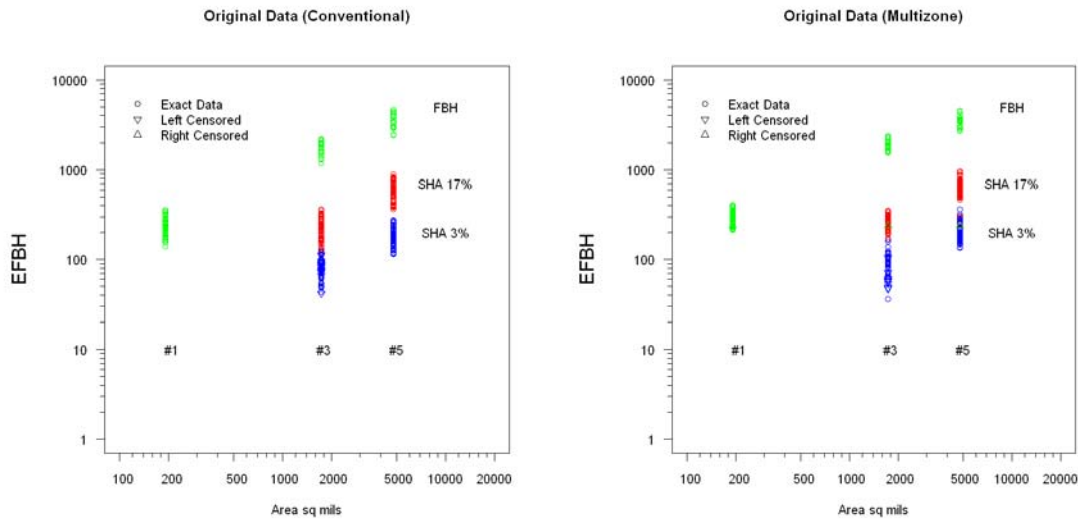 Original Data (Conventional)
10000
1000
100
10
1
EFBH
Exact Data
Left Censored
Right Censored
FBH
SHA 17%
SHA 3%
#1
#3
#5
100
200
500
1000
2000
5000
10000
20000
Area sq mils
Original Data (Multizone)
10000
1000
100
10
1
EFBH
Exact Data
Left Censored
Right Censored
FBH
SHA 17%
SHA 3%
#1
#3
#5
100
200
500
1000
2000
5000
10000
20000
Area sq mils